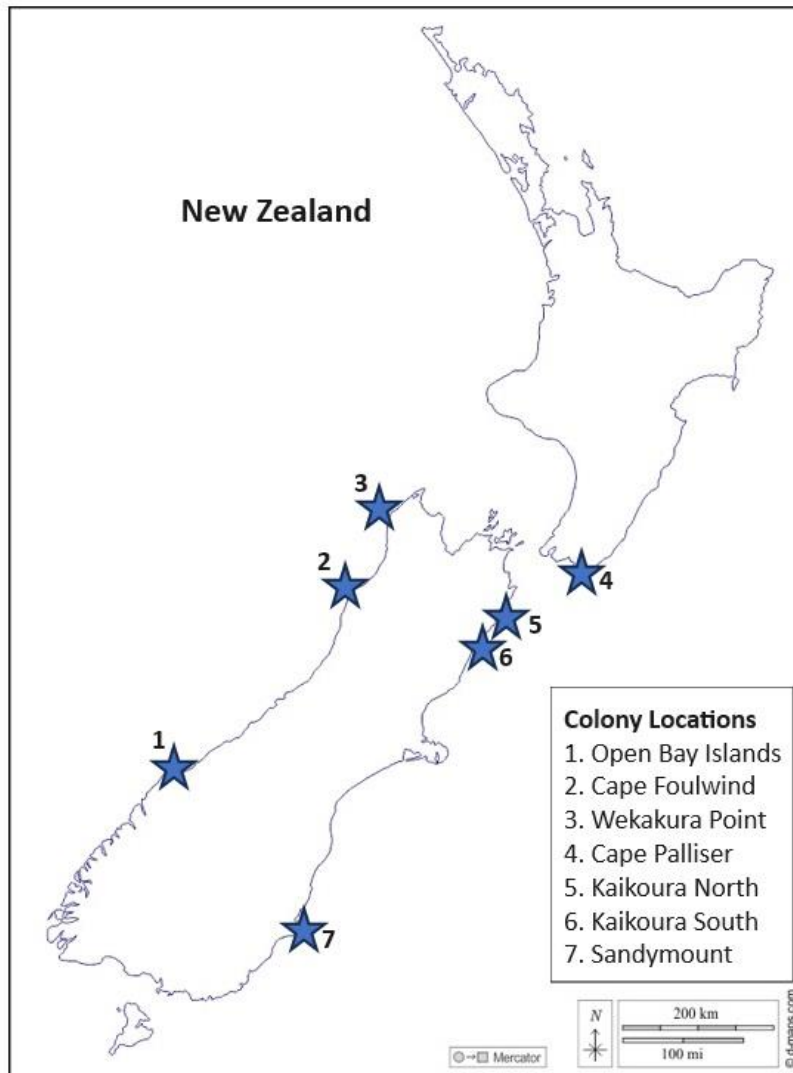 New Zealand
3
2
4
5
6
1
7
Colony Locations
1. Open Bay Islands
2. Cape Foulwind
3. Wekakura Point
4. Cape Palliser
5. Kaikoura North
6. Kaikoura South
7. Sandymount
Mercator
N
200 km
100 mi
© d-maps.com